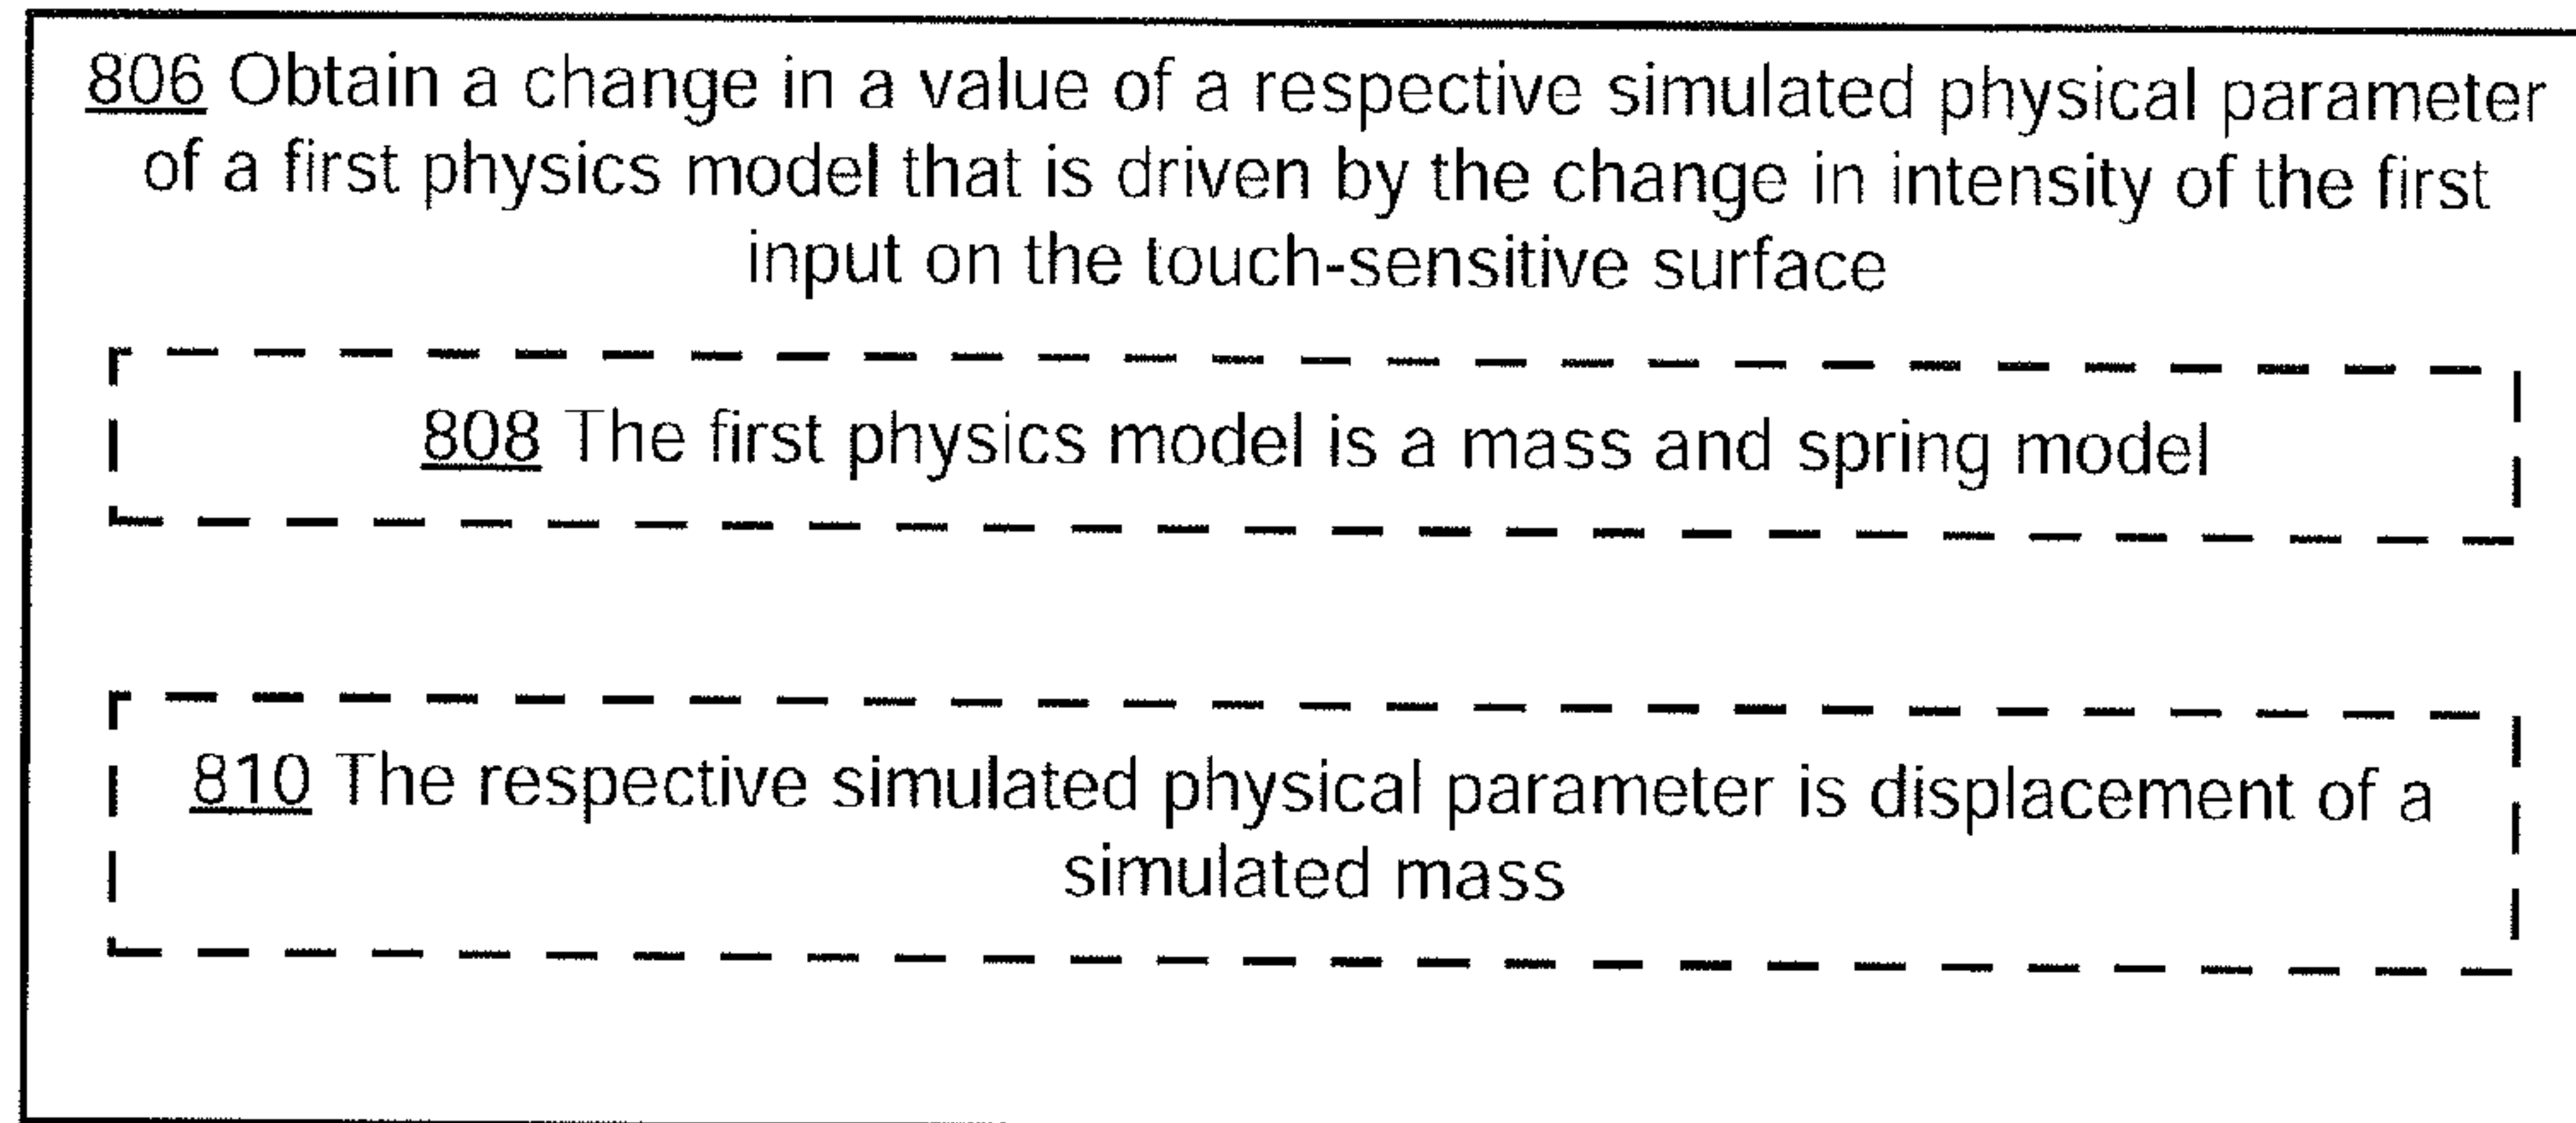 806 Obtain a change in a value of a respective simulated physical parameter
of a first physics model that is driven by the change in intensity of the first
input on the touch-sensitive surface
808 The first physics model is a mass and spring model
810 The respective simulated physical parameter is displacement of a
simulated mass